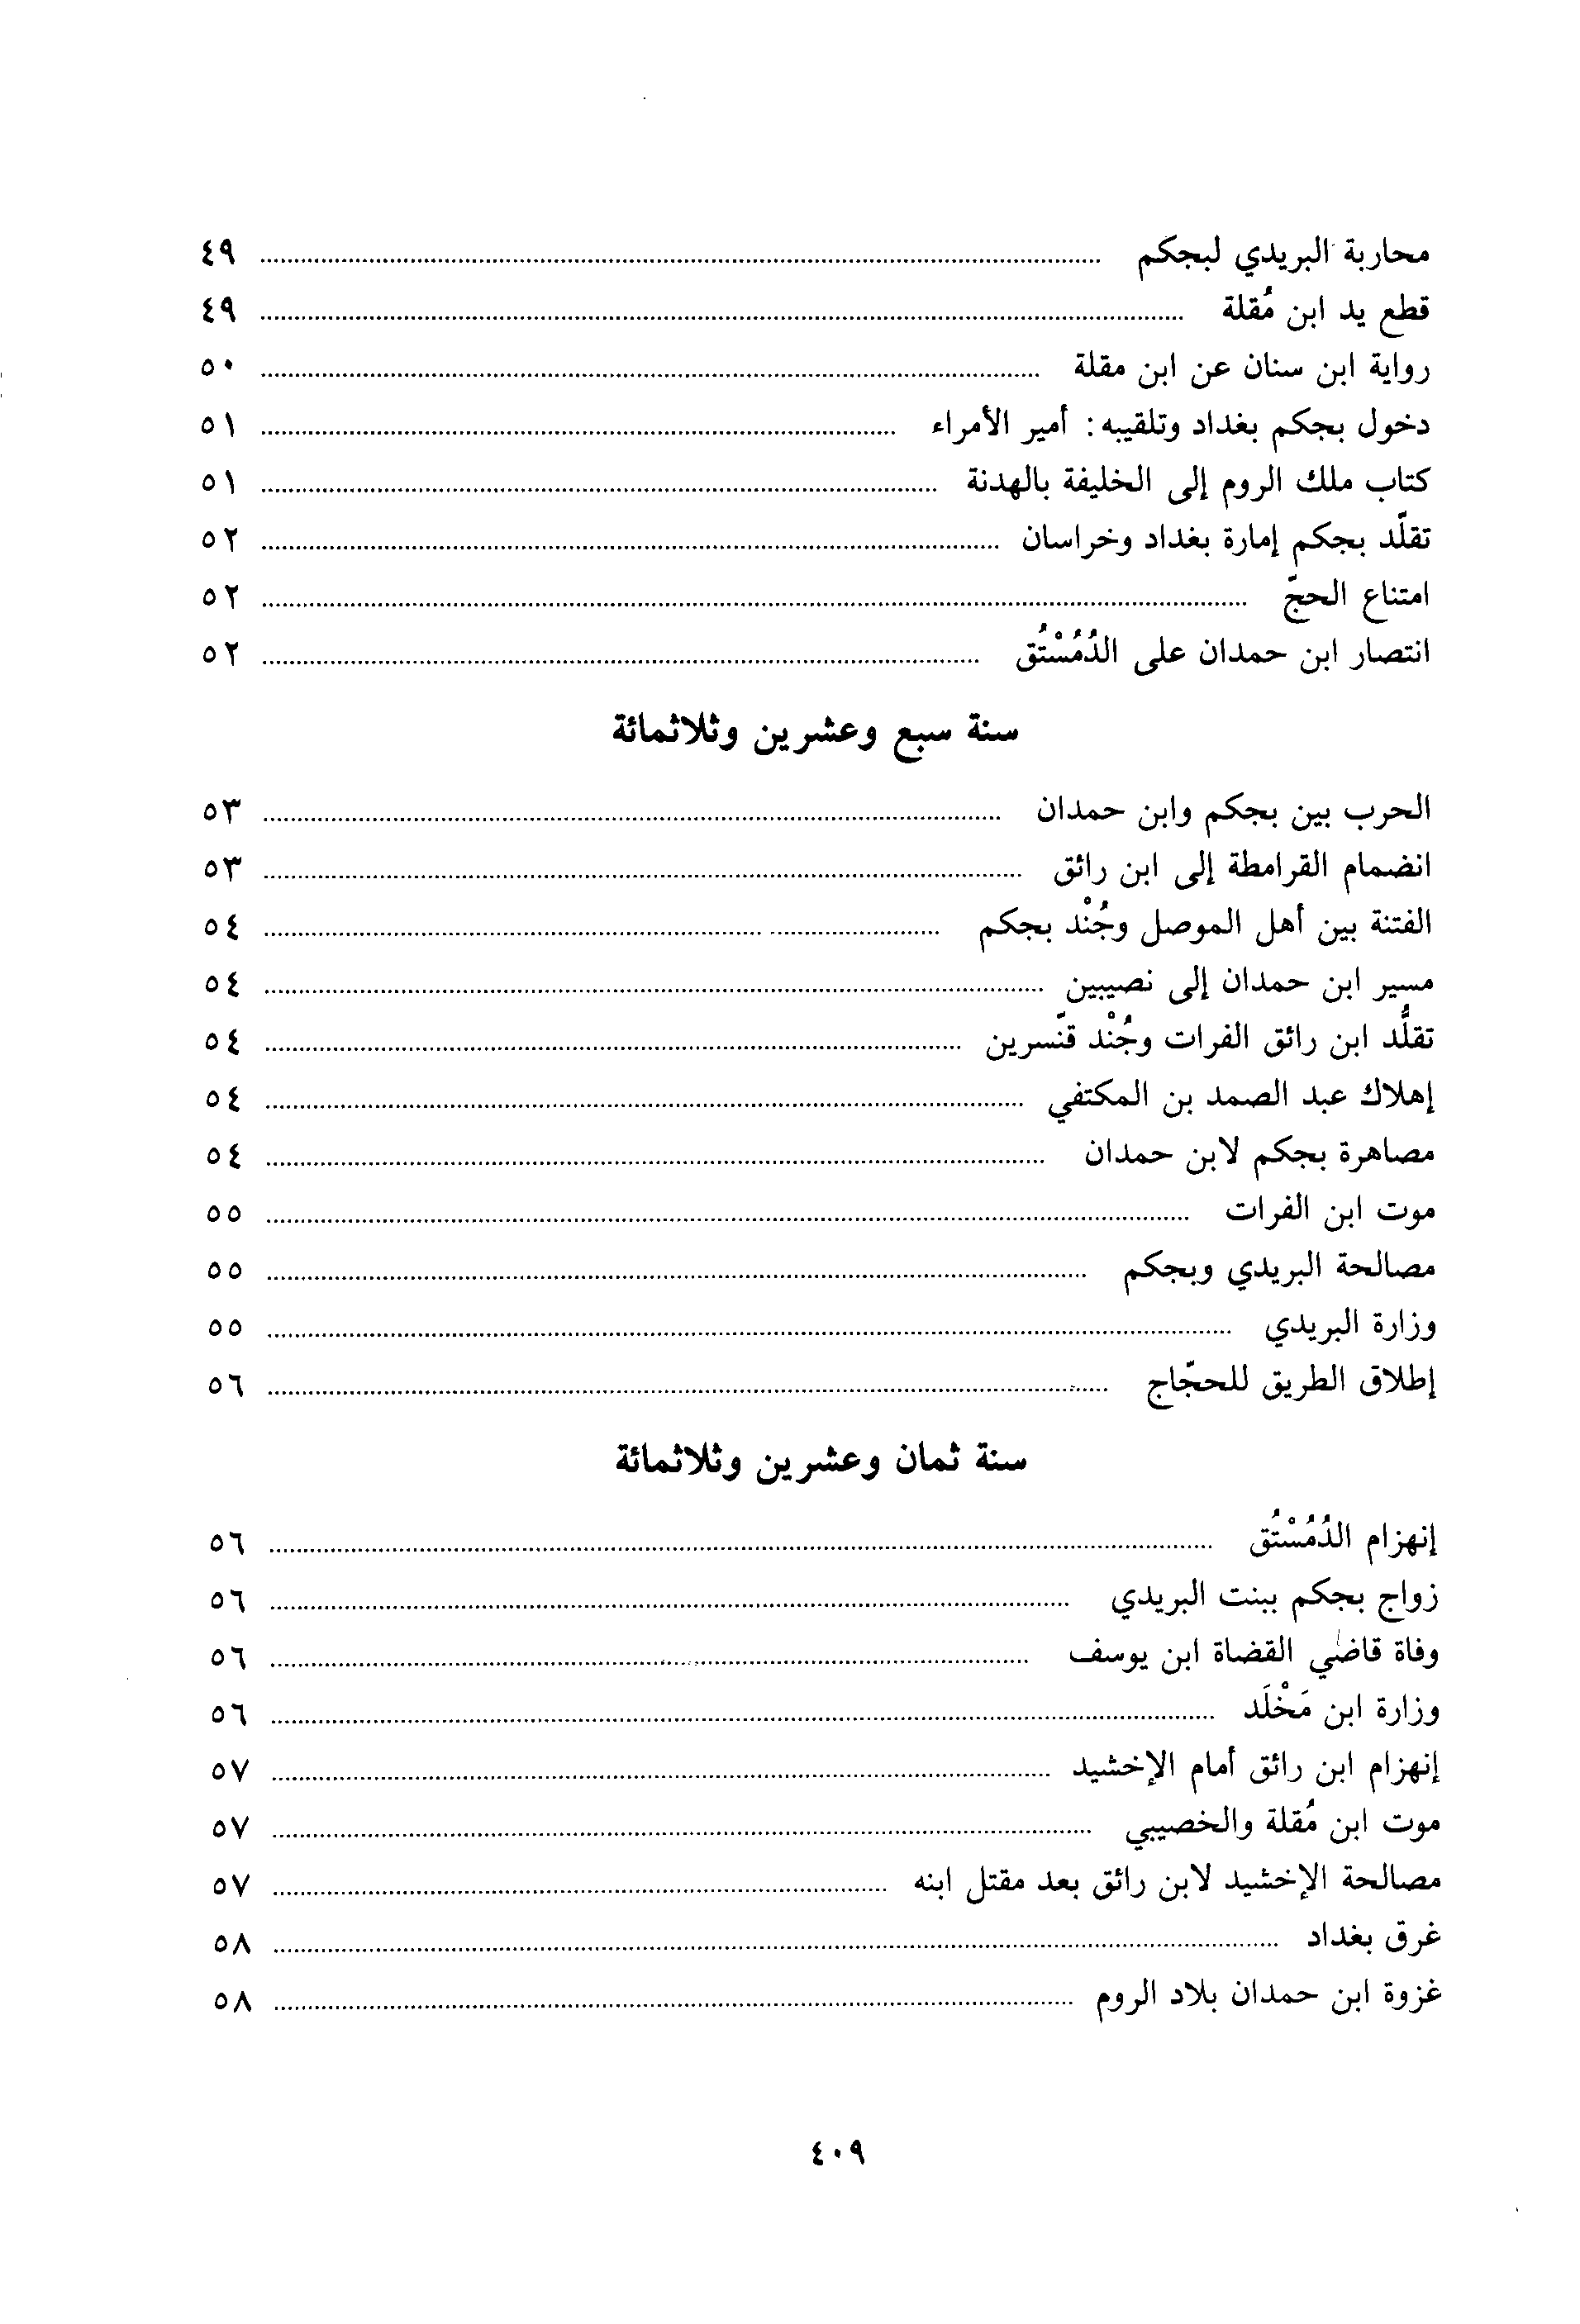 محاربة البريدي لبجكم ........ ٤٩
قطع يد ابن مُقلة ........ ٤٩
رواية ابن سنان عن ابن مقلة ........ ٥٠
دخول بجكم بغداد وتلقيبه: أمير الأمراء ........ ٥١
كتاب ملك الروم إلى الخليفة بالهدنة ........ ٥١
تقلّد بجكم إمارة بغداد وخراسان ........ ٥٢
امتناع الحجّ ........ ٥٢
انتصار ابن حمدان على الدُمُسْتُق ........ ٥٢
سنة سبع وعشرين وثلاثمائة
الحرب بين بجكم وابن حمدان ........ ٥٣
انضمام القرامطة إلى ابن رائق ........ ٥٣
الفتنة بين أهل الموصل وجُنْد بجكم ........ ٥٤
مسير ابن حمدان إلى نصيبين ........ ٥٤
تقلُّد ابن رائق الفرات وجُنْد قنّسرين ........ ٥٤
إهلاك عبد الصمد بن المكتفي ........ ٥٤
مصاهرة بجكم لابن حمدان ........ ٥٤
موت ابن الفرات ........ ٥٥
مصالحة البريدي وبجكم ........ ٥٥
وزارة البريدي ........ ٥٥
إطلاق الطريق للحجّاج ........ ٥٦
سنة ثمان وعشرين وثلاثمائة
إنهزام الدُمُسْتُق ........ ٥٦
زواج بجكم ببنت البريدي ........ ٥٦
وفاة قاضي القضاة ابن يوسف ........ ٥٦
وزارة ابن مَخْلَد ........ ٥٦
إنهزام ابن رائق أمام الإخشيد ........ ٥٧
موت ابن مُقلة والخصيبي ........ ٥٧
مصالحة الإخشيد لابن رائق بعد مقتل ابنه ........ ٥٧
غرق بغداد ........ ٥٨
غزوة ابن حمدان بلاد الروم ........ ٥٨
٤٠٩